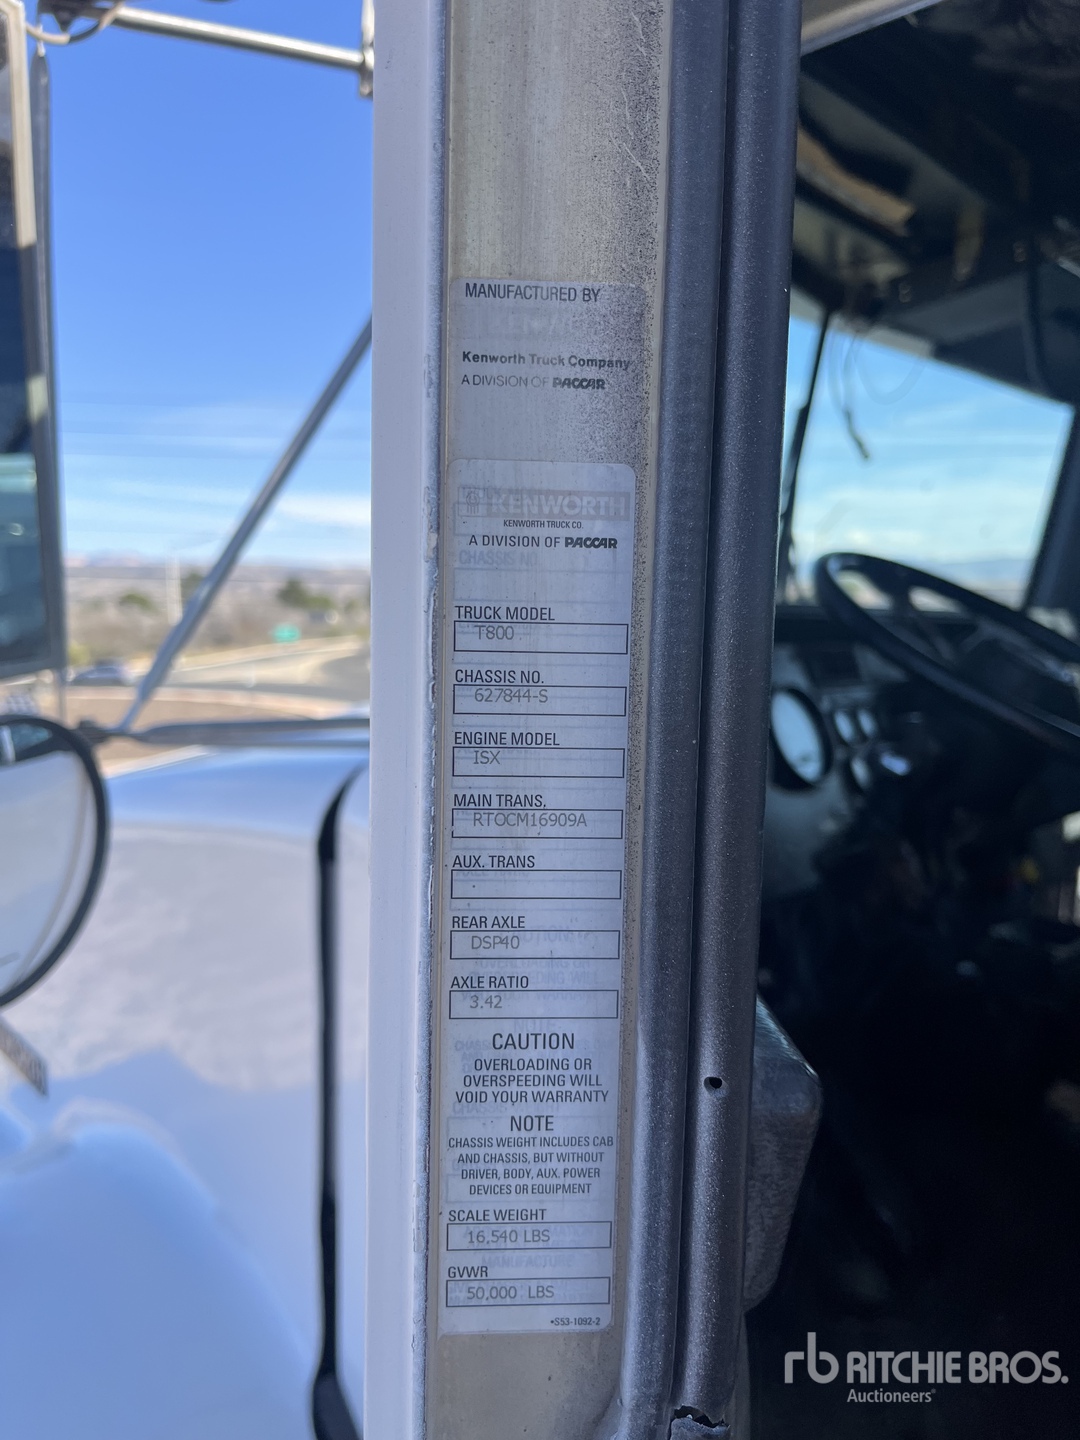 MANUFACTURED BY
Kenworth Truck Company
A DIVISION OF PACCAR
KENWORTH
KENWORTH TRUCK CO.
A DIVISION OF PACCAR
CHASSIS NO.
TRUCK MODEL
T800
CHASSIS NO.
627844-S
ENGINE MODEL
ISX
MAIN TRANS.
RTOCM16909A
AUX. TRANS
REAR AXLE
DSP40
AXLE RATIO
3.42
CAUTION
OVERLOADING OR
OVERSPEEDING WILL
VOID YOUR WARRANTY
NOTE
CHASSIS WEIGHT INCLUDES CAB
AND CHASSIS, BUT WITHOUT
DRIVER, BODY, AUX. POWER
DEVICES OR EQUIPMENT
SCALE WEIGHT
16,540 LBS
GVWR
50,000 LBS
•S53-1092-2
rb RITCHIE BROS.
Auctioneers